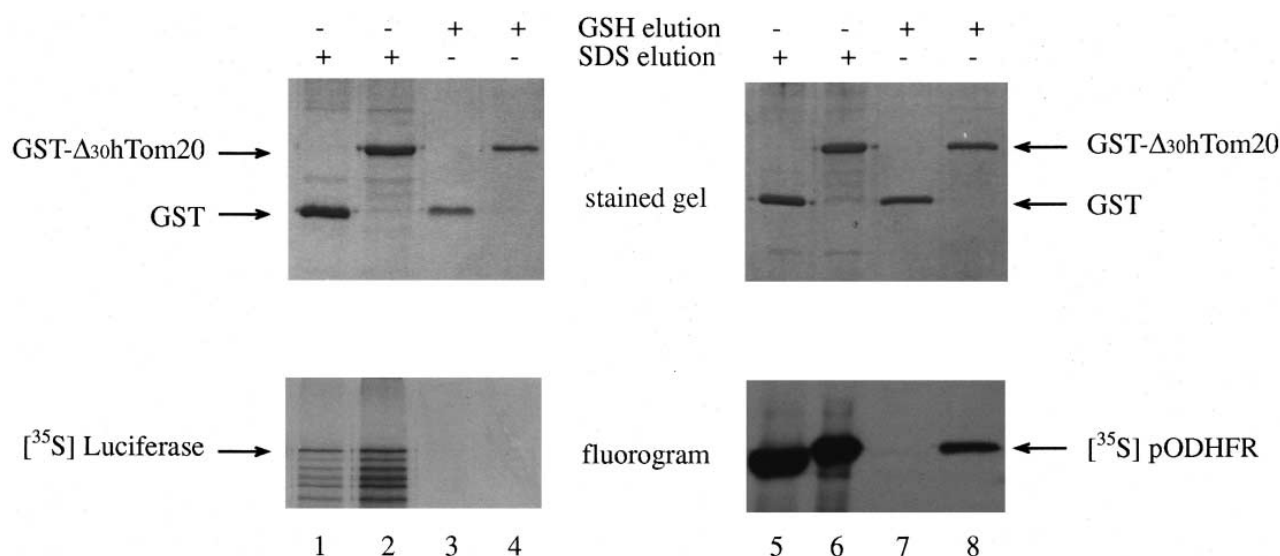 - - + + GSH elution - - + +
+ + - - SDS elution + + - -
GST-Δ30hTom20 GST-Δ30hTom20
stained gel
GST GST
[³⁵S] Luciferase fluorogram [³⁵S] pODHFR
1 2 3 4 5 6 7 8